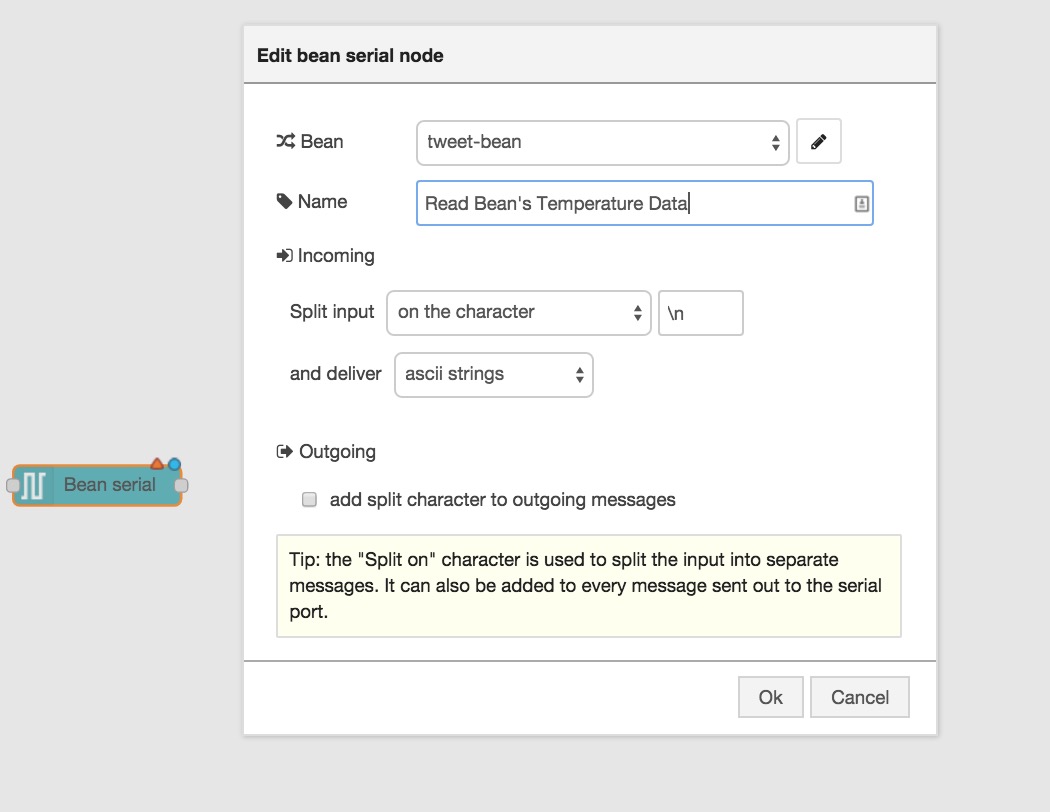 Edit bean serial node
Bean
tweet-bean
Name
Read Bean's Temperature Data
Incoming
Split input
on the character
\n
and deliver
ascii strings
Outgoing
Bean serial
add split character to outgoing messages
Tip: the "Split on" character is used to split the input into separate
messages. It can also be added to every message sent out to the serial
port.
Ok
Cancel